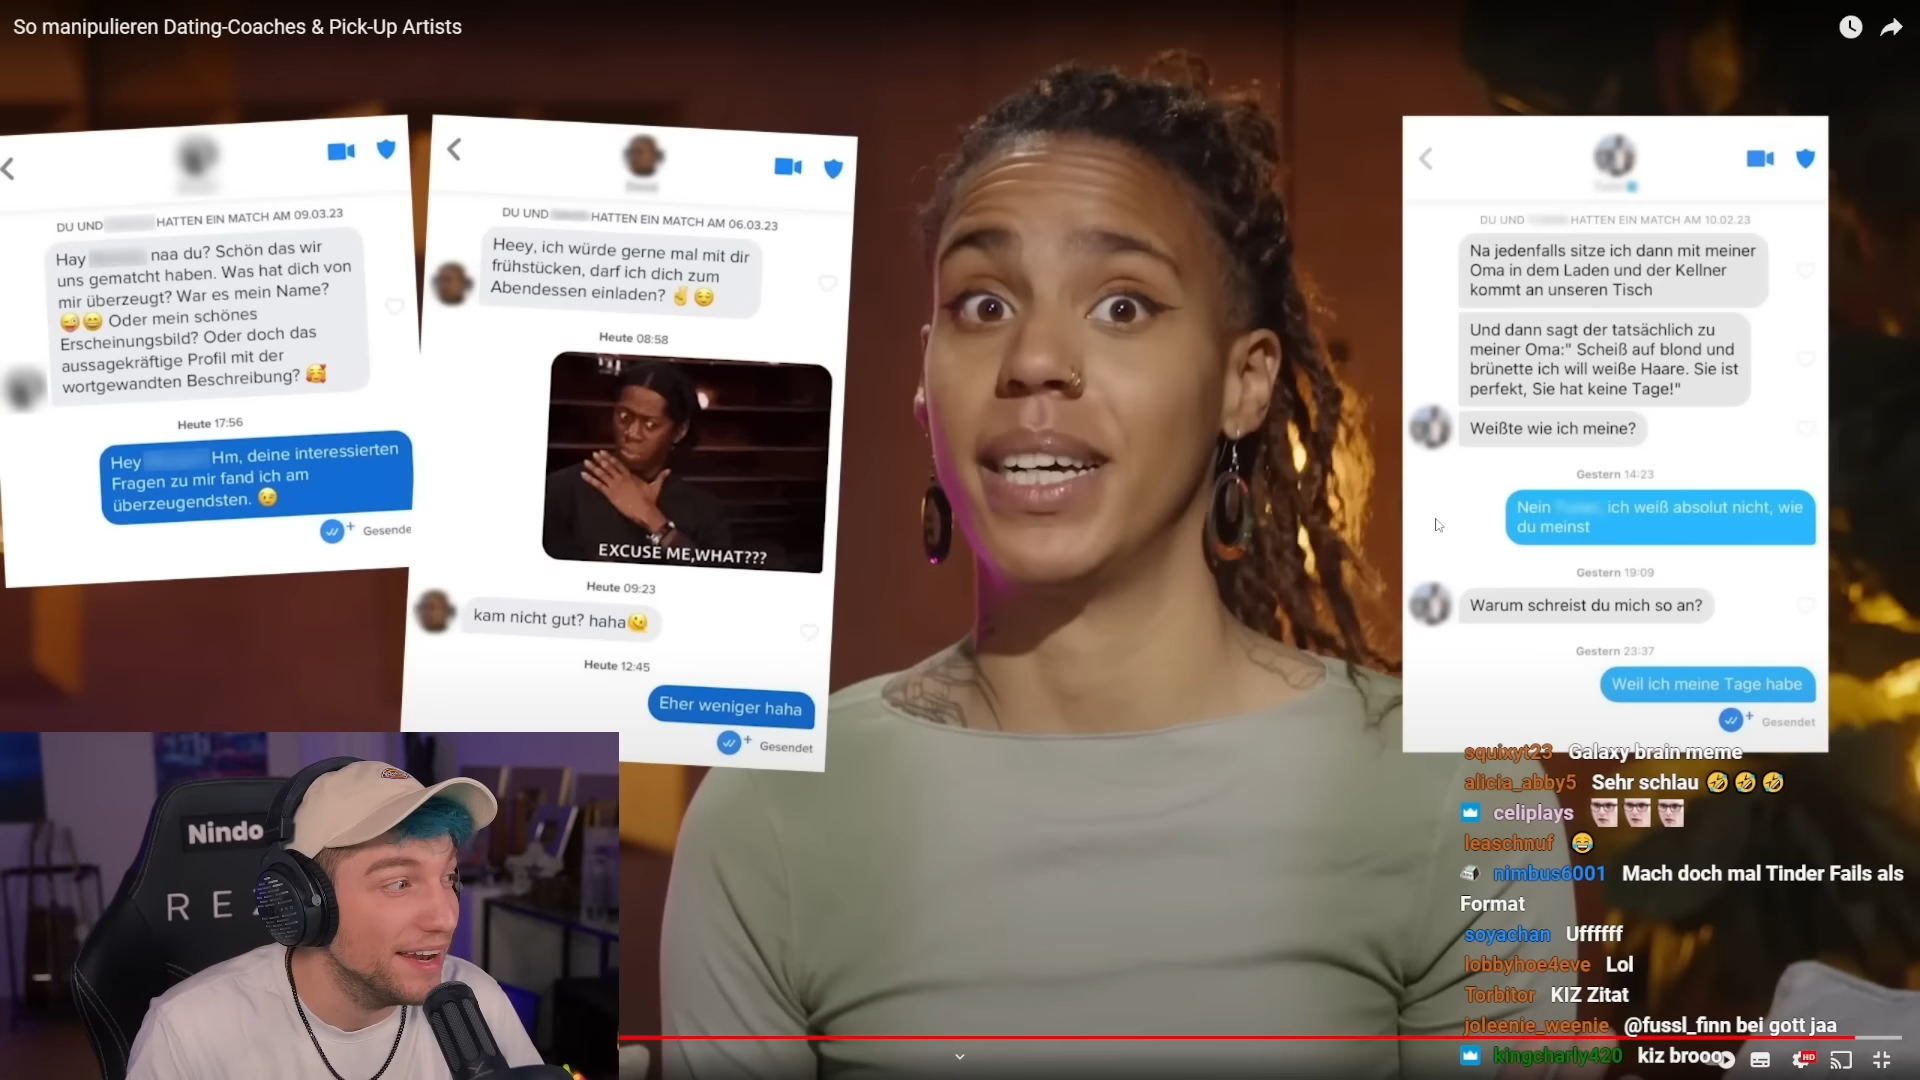 So manipulieren Dating-Coaches & Pick-Up Artists
DU UND HATTEN EIN MATCH AM 09.03.23
Hay naa du? Schön das wir
uns gematcht haben. Was hat dich von
mir überzeugt? War es mein Name?
😜😄 Oder mein schönes
Erscheinungsbild? Oder doch das
aussagekräftige Profil mit der
wortgewandten Beschreibung? 🥰
Heute 17:56
Hey Hm, deine interessierten
Fragen zu mir fand ich am
überzeugendsten. 😉
Gesende
DU UND HATTEN EIN MATCH AM 06.03.23
Heey, ich würde gerne mal mit dir
frühstücken, darf ich dich zum
Abendessen einladen? ✌️😌
Heute 08:58
EXCUSE ME,WHAT???
Heute 09:23
kam nicht gut? haha🫠
Heute 12:45
Eher weniger haha
Gesendet
DU UND HATTEN EIN MATCH AM 10.02.23
Na jedenfalls sitze ich dann mit meiner
Oma in dem Laden und der Kellner
kommt an unseren Tisch
Und dann sagt der tatsächlich zu
meiner Oma:" Scheiß auf blond und
brünette ich will weiße Haare. Sie ist
perfekt, Sie hat keine Tage!"
Weißte wie ich meine?
Gestern 14:23
Nein ich weiß absolut nicht, wie
du meinst
Gestern 19:09
Warum schreist du mich so an?
Gestern 23:37
Weil ich meine Tage habe
Gesendet
Nindo
R E
squixyt23 Galaxy brain meme
alicia_abby5 Sehr schlau 🤣🤣🤣
celiplays
leaschnuf 😂
nimbus6001 Mach doch mal Tinder Fails als
Format
soyachan Uffffff
lobbyhoe4eve Lol
Torbitor KIZ Zitat
joleenie_weenie @fussl_finn bei gott jaa
kingcharly420 kiz brooo
HD